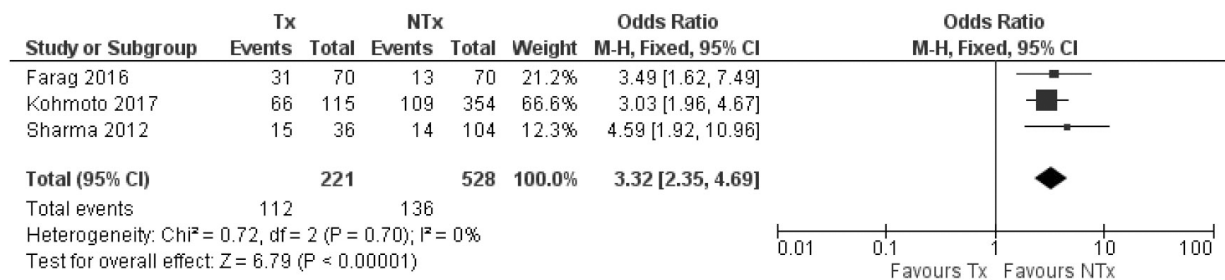 Tx NTx Odds Ratio Odds Ratio
Study or Subgroup Events Total Events Total Weight M-H, Fixed, 95% CI M-H, Fixed, 95% CI
Farag 2016 31 70 13 70 21.2% 3.49 [1.62, 7.49]
Kohmoto 2017 66 115 109 354 66.6% 3.03 [1.96, 4.67]
Sharma 2012 15 36 14 104 12.3% 4.59 [1.92, 10.96]
Total (95% CI) 221 528 100.0% 3.32 [2.35, 4.69]
Total events 112 136
Heterogeneity: Chi² = 0.72, df = 2 (P = 0.70); I² = 0%
Test for overall effect: Z = 6.79 (P < 0.00001)
0.01 0.1 1 10 100
Favours Tx Favours NTx